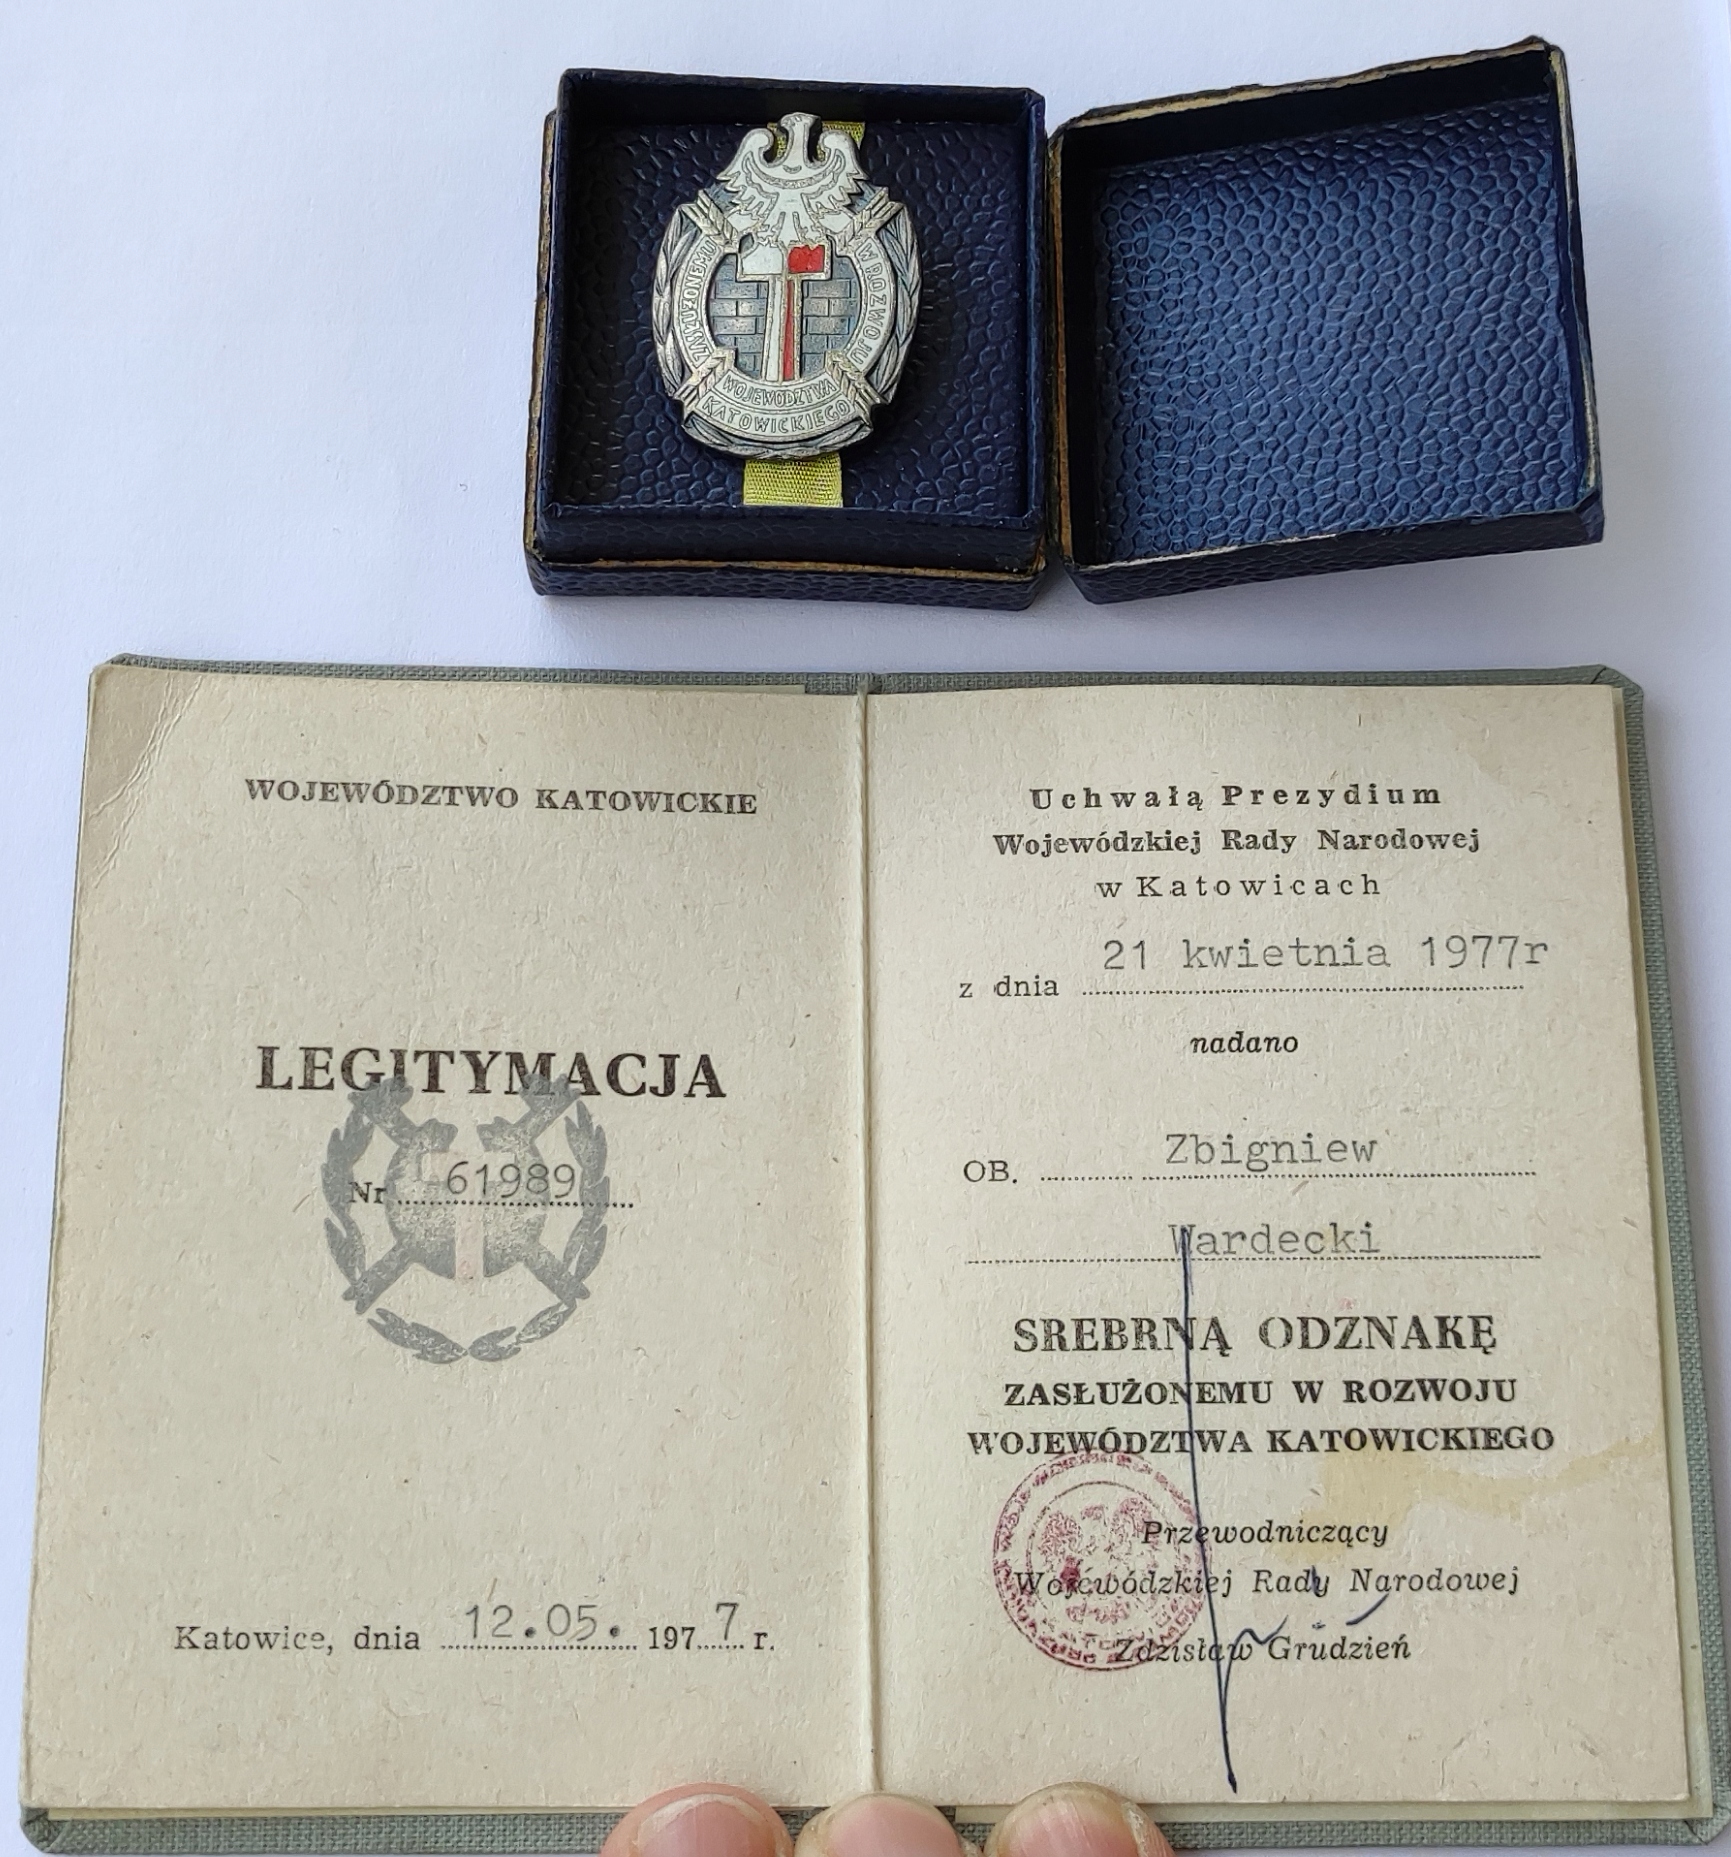 ZASŁUŻONEMU
W ROZWOJU
WOJEWÓDZTWA
KATOWICKIEGO
WOJEWÓDZTWO KATOWICKIE
LEGITYMACJA
Nr 61989
Katowice, dnia 12.05. 197 7 r.
Uchwałą Prezydium
Wojewódzkiej Rady Narodowej
w Katowicach
z dnia 21 kwietnia 1977r
nadano
OB. Zbigniew
Wardecki
SREBRNĄ ODZNAKĘ
ZASŁUŻONEMU W ROZWOJU
WOJEWÓDZTWA KATOWICKIEGO
Przewodniczący
Wojewódzkiej Rady Narodowej
Zdzisław Grudzień